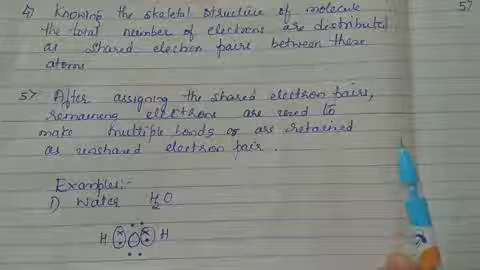 4) Knowing the skeletal structure of molecule
the total number of electrons are distributed
as shared electron pairs between these
atoms
5) After assigning the shared electron pairs,
remaining electrons are used to
make multiple bonds or are retained
as unshared electron pair.
Examples:-
1) Water H2O
H O H
5)